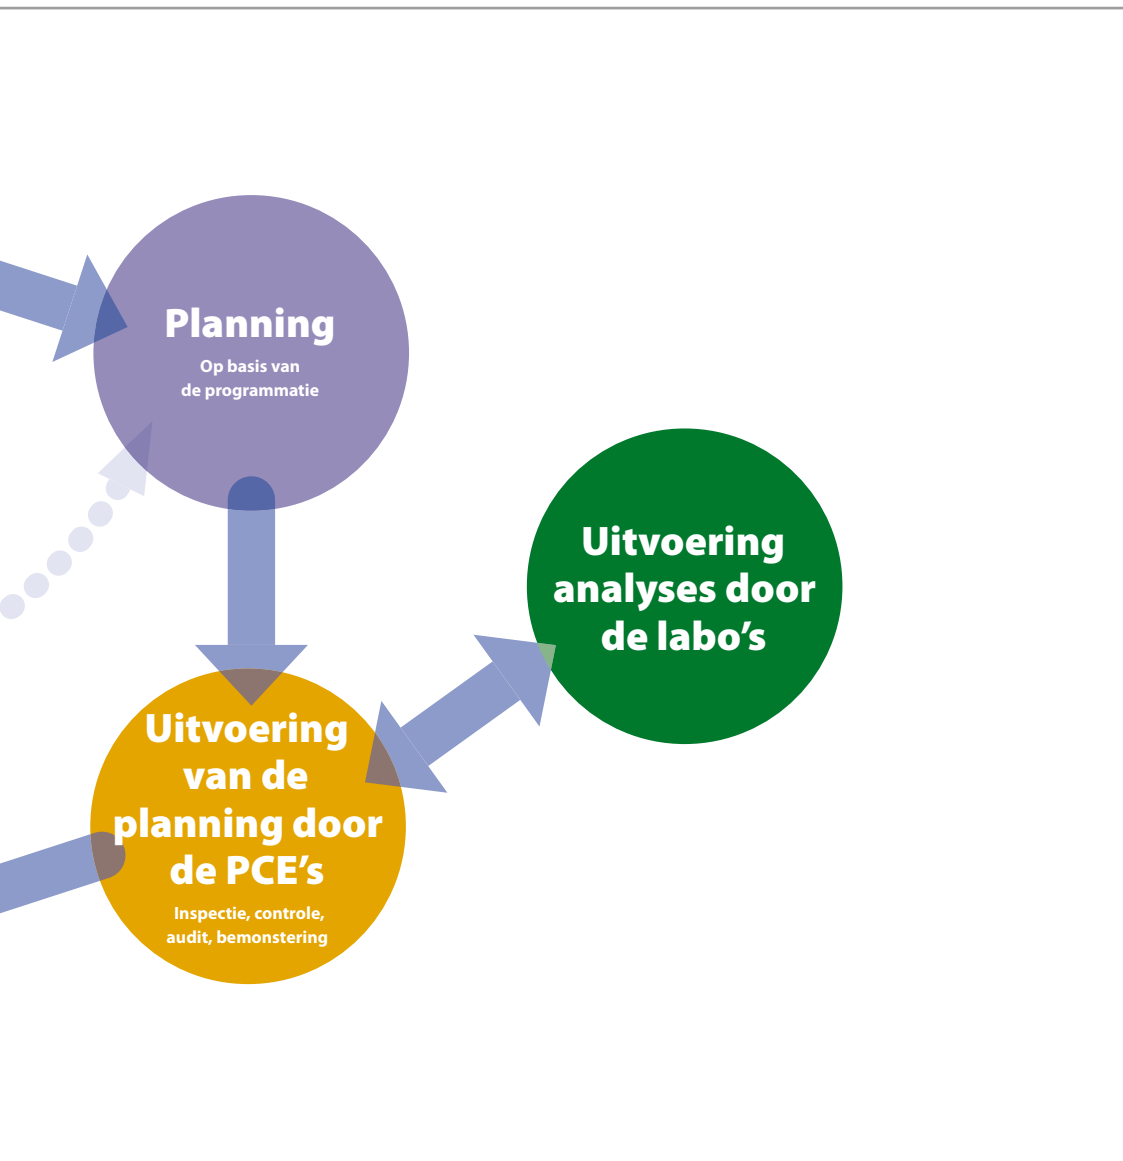 Planning
Op basis van
de programmatie
Uitvoering
analyses door
de labo’s
Uitvoering
van de
planning door
de PCE’s
Inspectie, controle,
audit, bemonstering